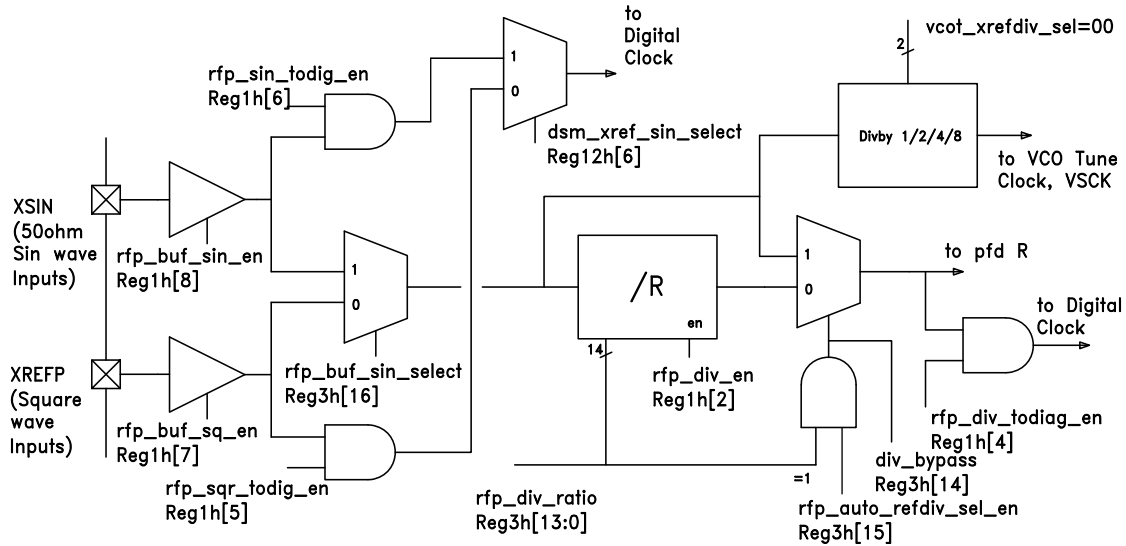 to
Digital
Clock
vcot_xrefdiv_sel=00
2
rfp_sin_todig_en
Reg1h[6]
1
0
dsm_xref_sin_select
Reg12h[6]
Divby 1/2/4/8
to VCO Tune
Clock, VSCK
XSIN
(50ohm
Sin wave
Inputs)
rfp_buf_sin_en
Reg1h[8]
1
0
rfp_buf_sin_select
Reg3h[16]
/R
en
14
rfp_div_en
Reg1h[2]
1
0
to pfd R
to Digital
Clock
XREFP
(Square
wave
Inputs)
rfp_buf_sq_en
Reg1h[7]
rfp_sqr_todig_en
Reg1h[5]
rfp_div_ratio
Reg3h[13:0]
=1
rfp_div_todiag_en
Reg1h[4]
div_bypass
Reg3h[14]
rfp_auto_refdiv_sel_en
Reg3h[15]